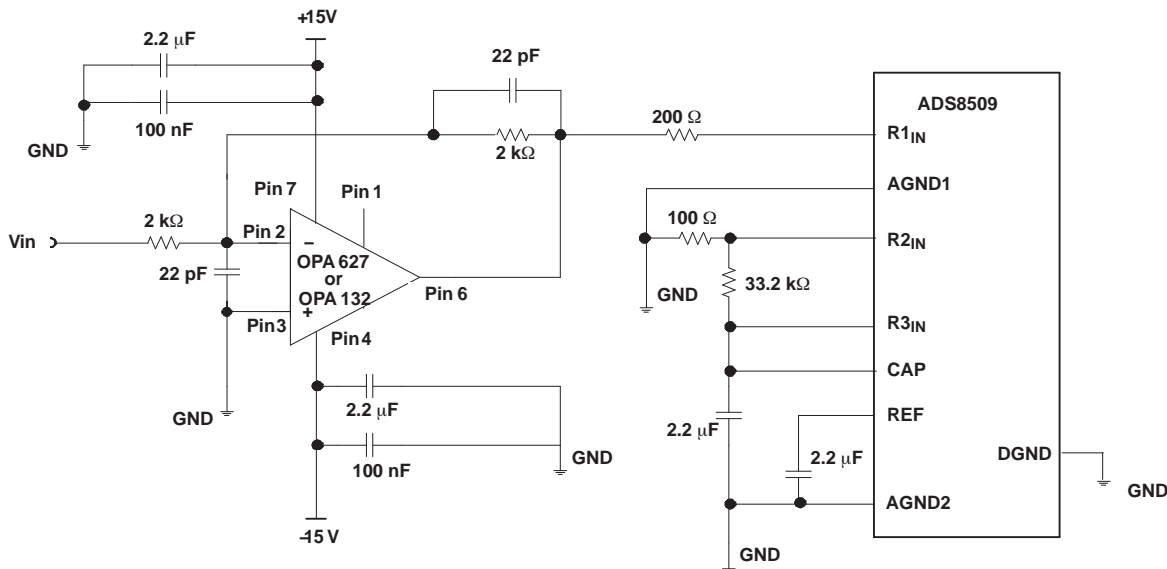 +15V
2.2 μF
100 nF
GND
22 pF
2 kΩ
200 Ω
ADS8509
R1IN
AGND1
R2IN
R3IN
CAP
REF
DGND
AGND2
Pin 7
Pin 1
Vin
2 kΩ
Pin 2
−
OPA 627
or
OPA 132
+
22 pF
Pin3
Pin 6
Pin4
GND
2.2 μF
100 nF
GND
−15 V
100 Ω
GND
33.2 kΩ
2.2 μF
2.2 μF
GND
GND